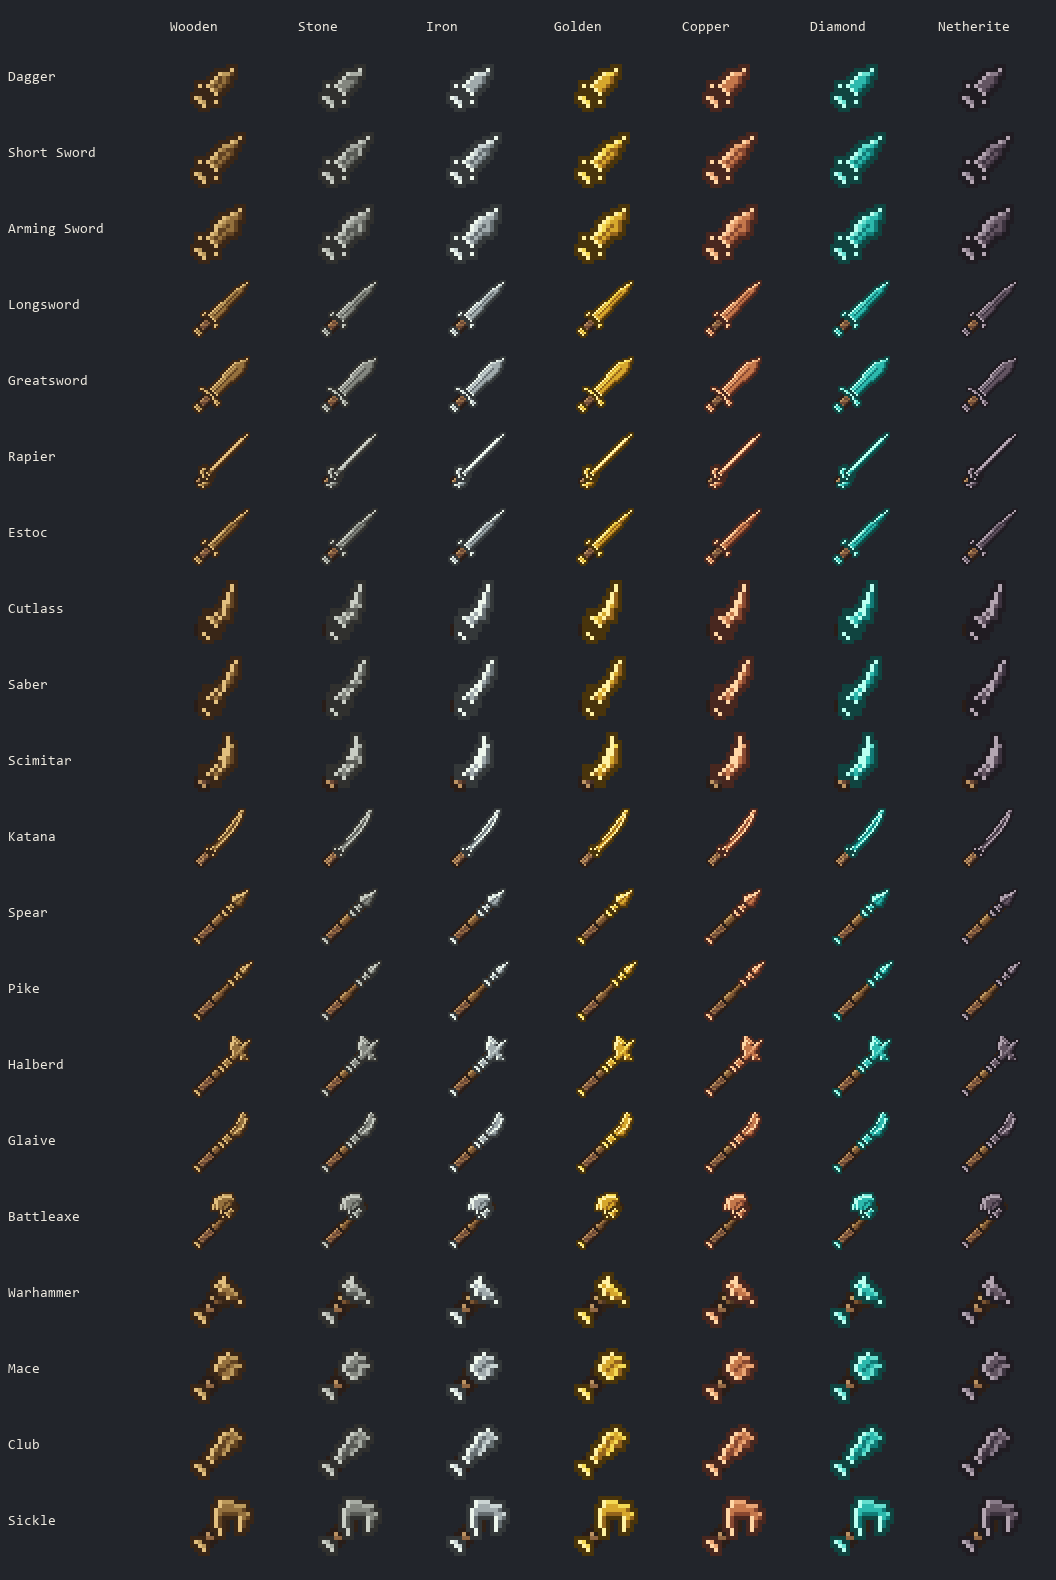 Wooden Stone Iron Golden Copper Diamond Netherite
Dagger
Short Sword
Arming Sword
Longsword
Greatsword
Rapier
Estoc
Cutlass
Saber
Scimitar
Katana
Spear
Pike
Halberd
Glaive
Battleaxe
Warhammer
Mace
Club
Sickle